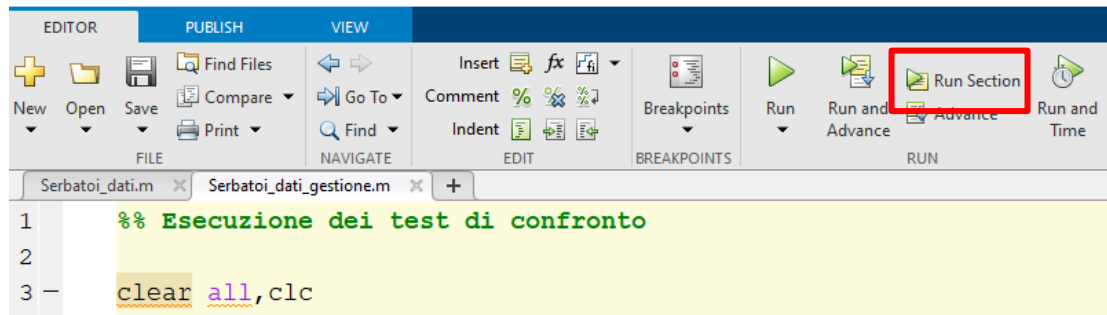 EDITOR PUBLISH VIEW
New Open Save
Find Files
Compare
Print
FILE
Go To
Find
NAVIGATE
Insert fx fi
Comment % % %
Indent
EDIT
Breakpoints
BREAKPOINTS
Run
Run and Advance
Run Section
Advance
Run and Time
RUN
Serbatoi_dati.m Serbatoi_dati_gestione.m +
1 %% Esecuzione dei test di confronto
2
3 – clear all,clc